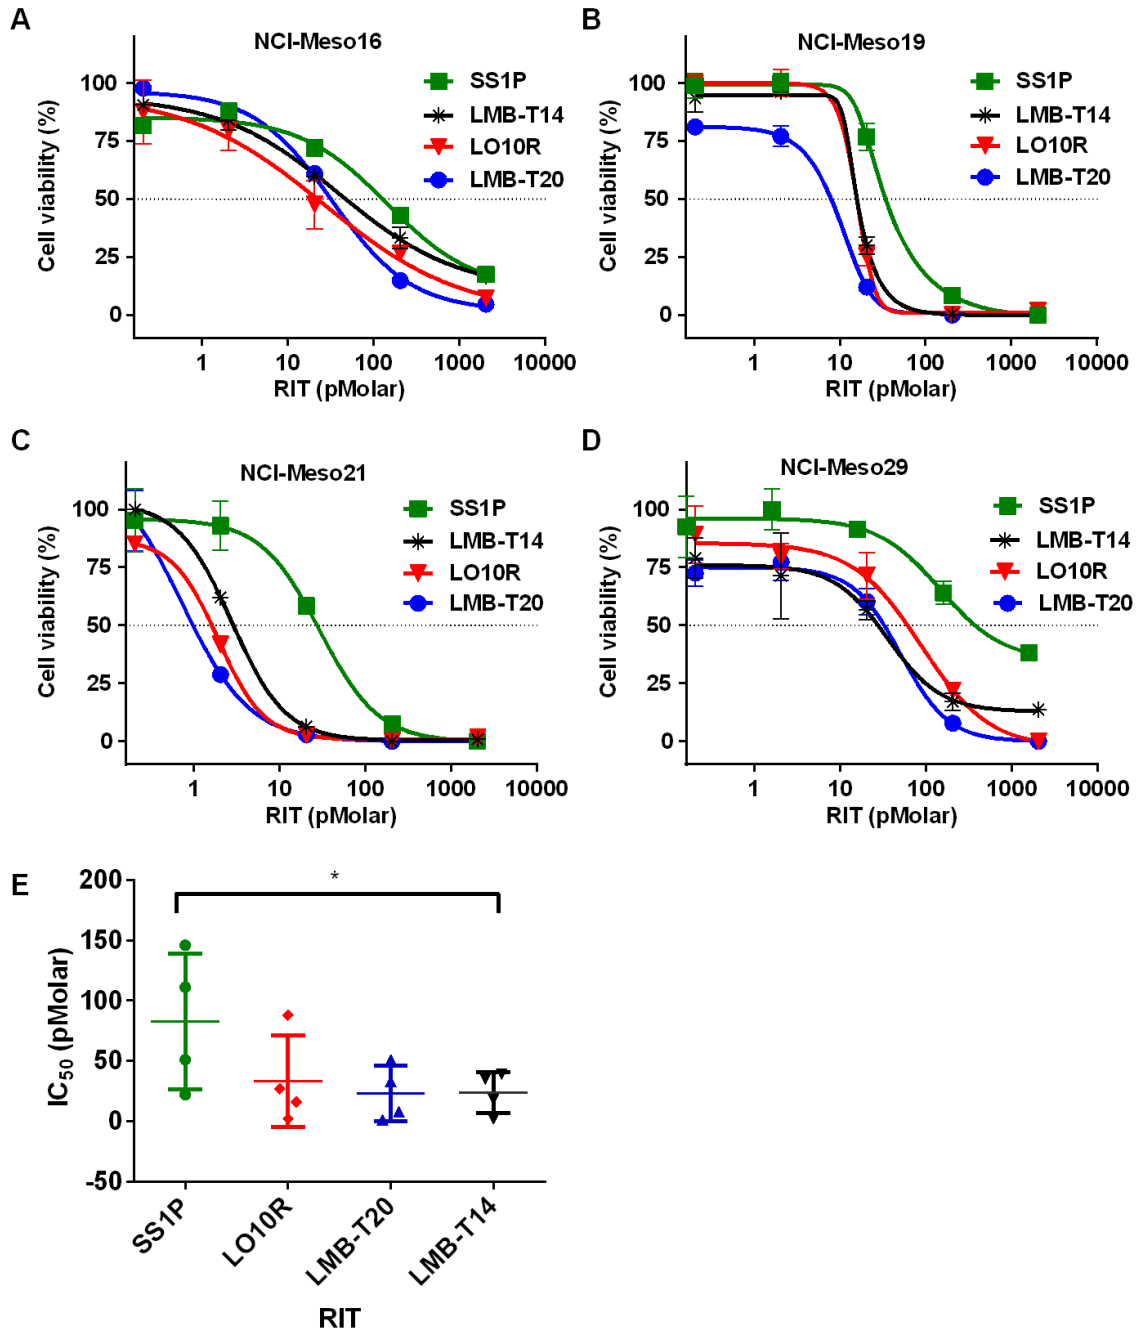 A
NCI-Meso16
SS1P
LMB-T14
LO10R
LMB-T20
Cell viability (%)
100
75
50
25
0
1 10 100 1000 10000
RIT (pMolar)
B
NCI-Meso19
SS1P
LMB-T14
LO10R
LMB-T20
Cell viability (%)
100
75
50
25
0
1 10 100 1000 10000
RIT (pMolar)
C
NCI-Meso21
SS1P
LMB-T14
LO10R
LMB-T20
Cell viability (%)
100
75
50
25
0
1 10 100 1000 10000
RIT (pMolar)
D
NCI-Meso29
SS1P
LMB-T14
LO10R
LMB-T20
Cell viability (%)
100
75
50
25
0
1 10 100 1000 10000
RIT (pMolar)
E
*
IC50 (pMolar)
200
150
100
50
0
-50
SS1P
LO10R
LMB-T20
LMB-T14
RIT